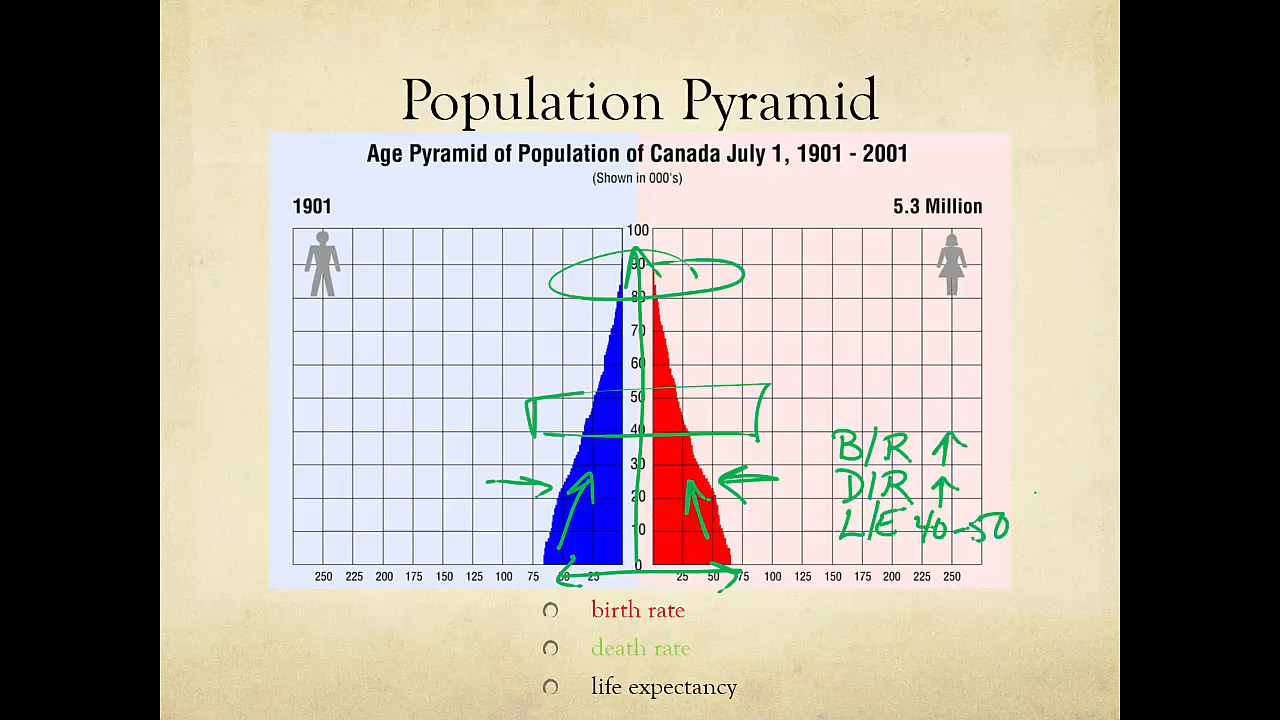 Population Pyramid
Age Pyramid of Population of Canada July 1, 1901 - 2001
(Shown in 000's)
1901
5.3 Million
100
90
80
70
60
50
40
30
20
10
0
B/R ↑
D/R ↑
L/E 40-50
250 225 200 175 150 125 100 75 50 25 25 50 75 100 125 150 175 200 225 250
birth rate
death rate
life expectancy